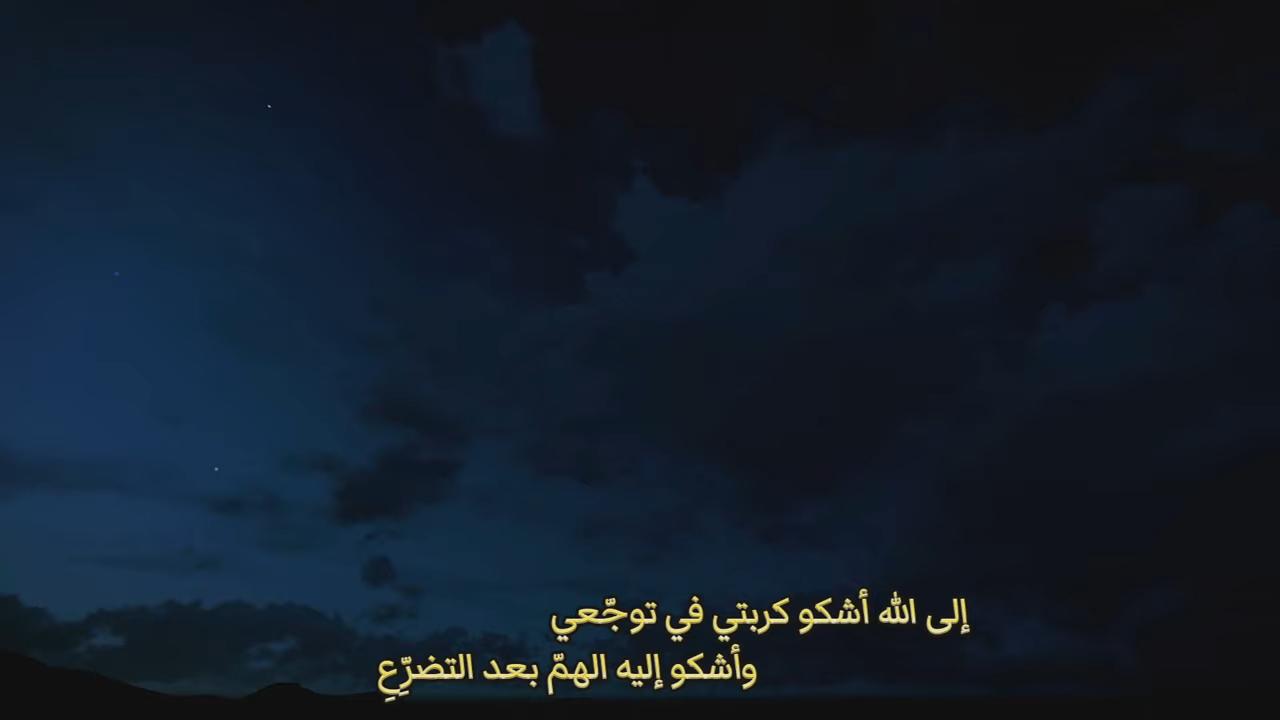 إلى الله أشكو كربتي في توجّعي
وأشكو إليه الهمّ بعد التضرّعِ